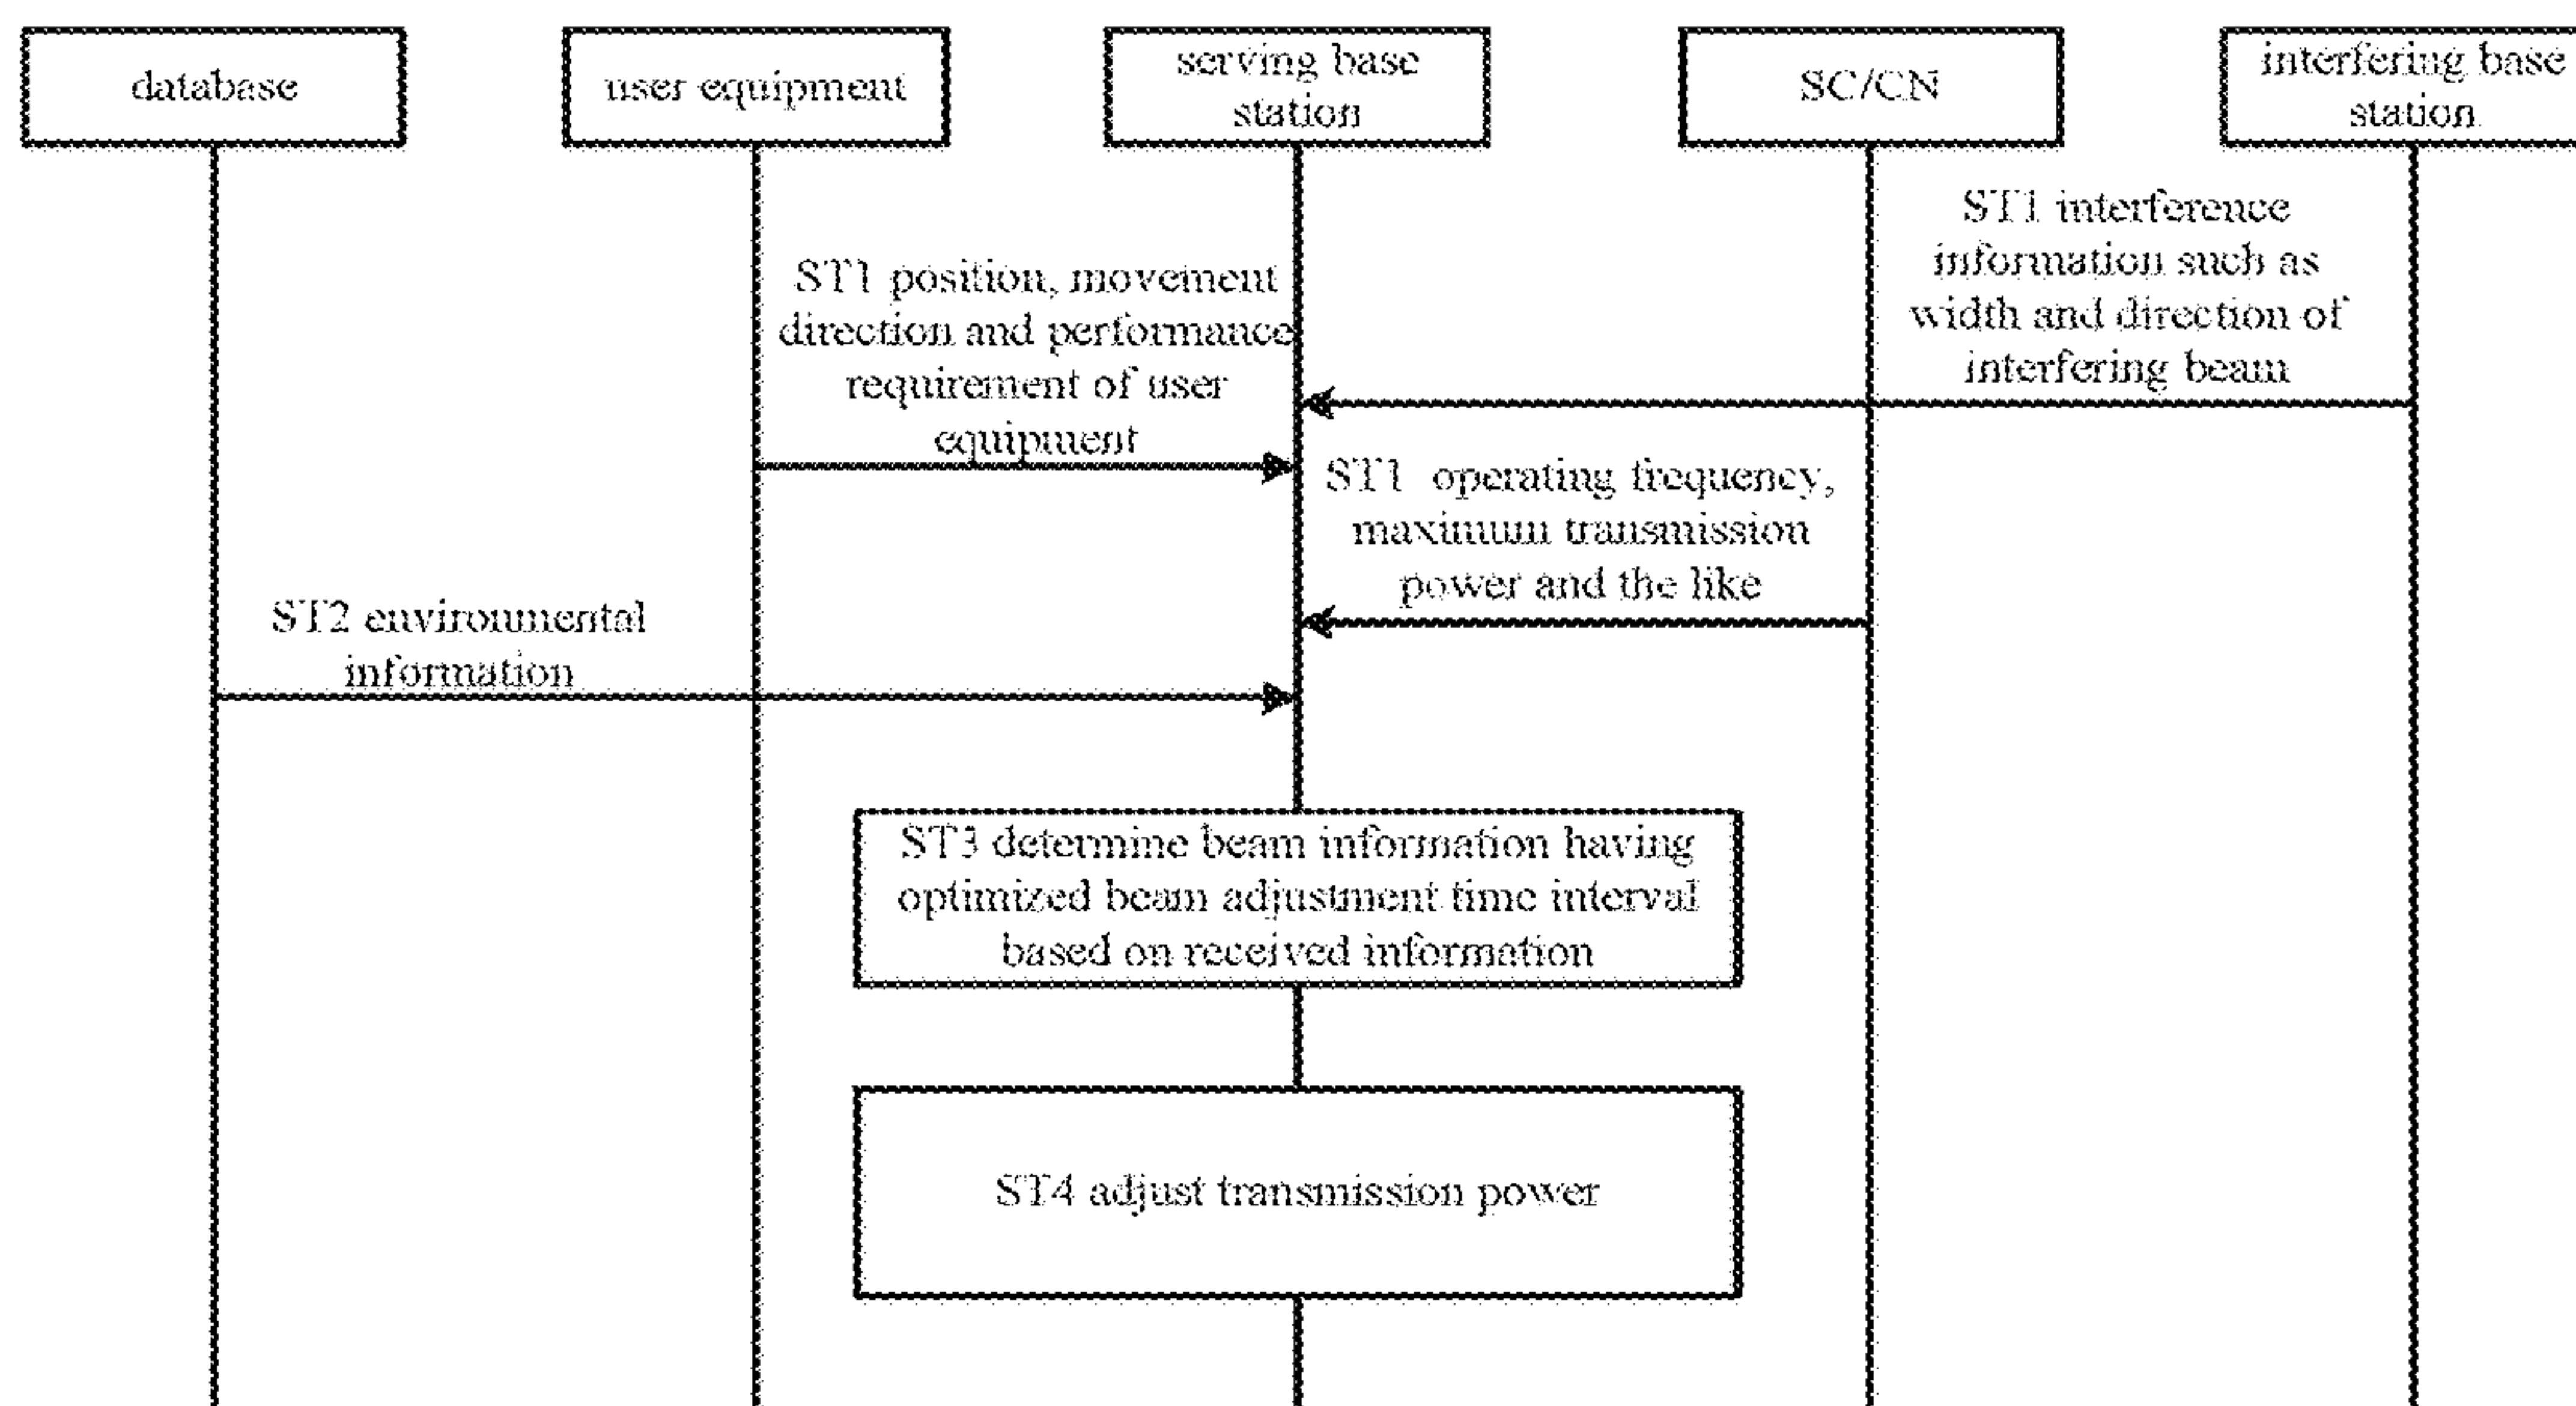 database
user equipment
serving base
station
SC/CN
interfering base
station
ST1 interference
information such as
width and direction of
interfering beam
ST1 position, movement
direction and performance
requirement of user
equipment
ST1 operating frequency,
maximum transmission
power and the like
ST2 environmental
information
ST3 determine beam information having
optimized beam adjustment time interval
based on received information
ST4 adjust transmission power